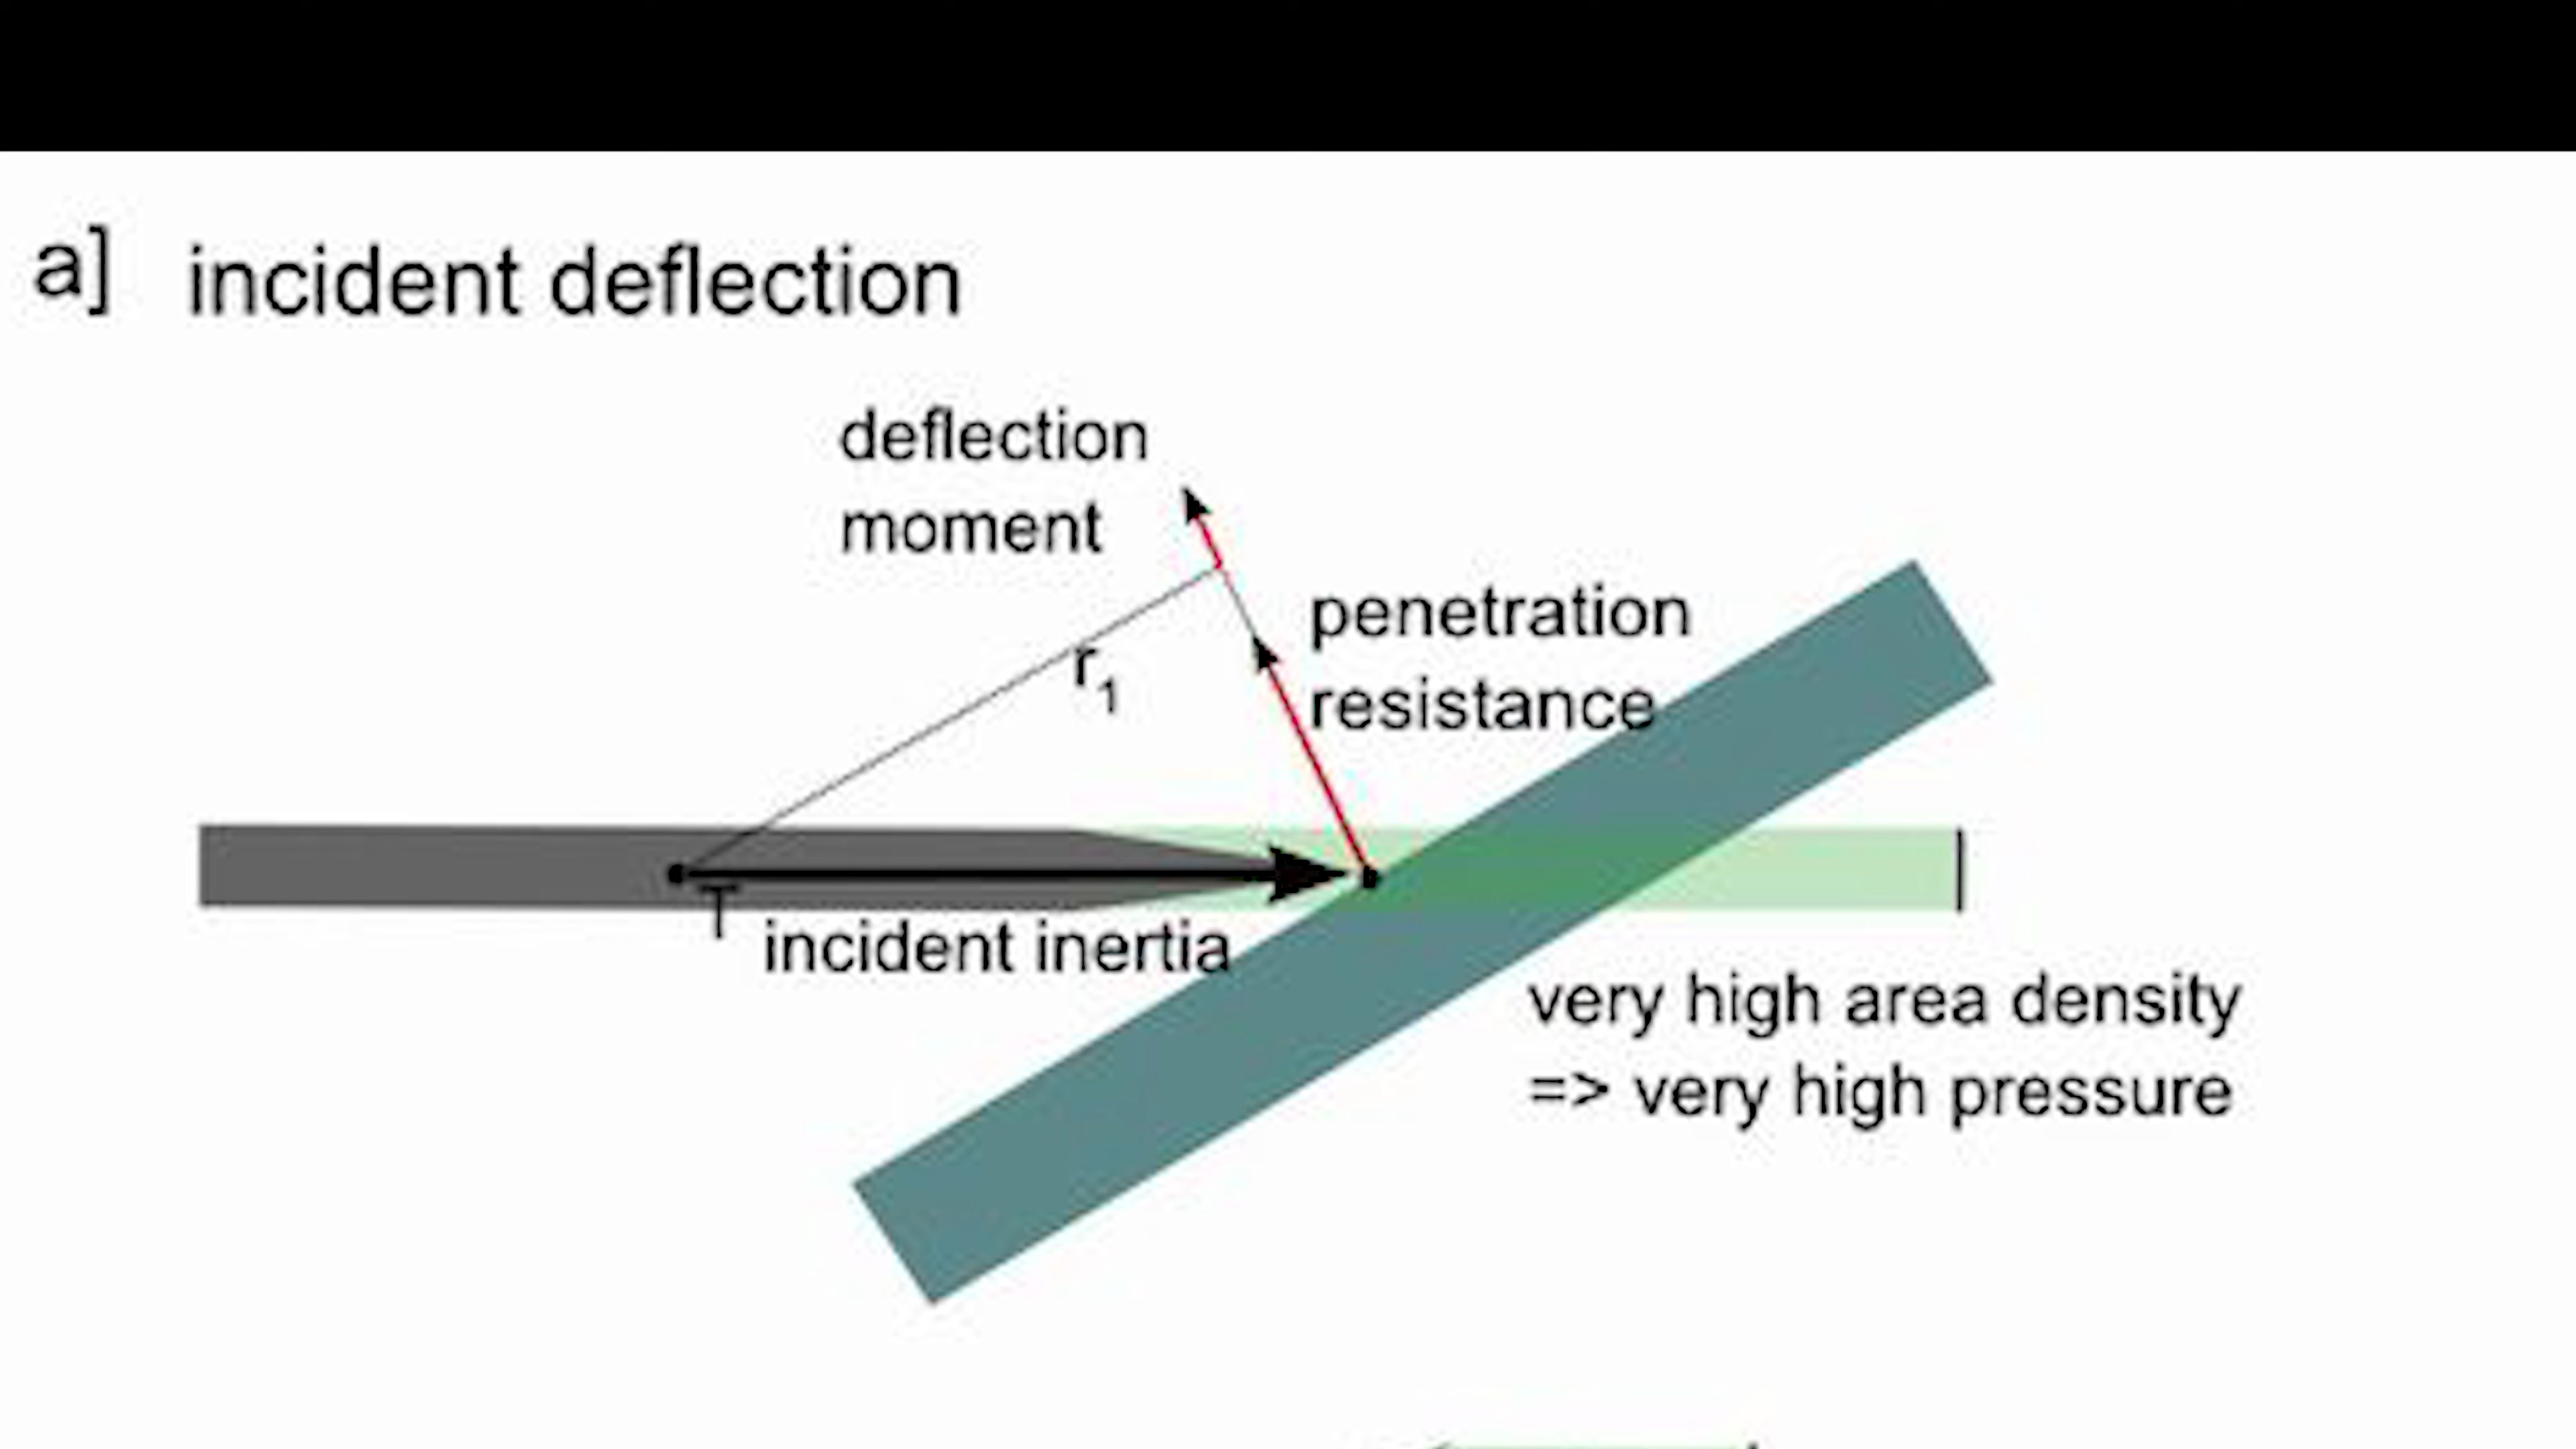 a] incident deflection
deflection
moment
penetration
resistance
r1
T
incident inertia
very high area density
=> very high pressure